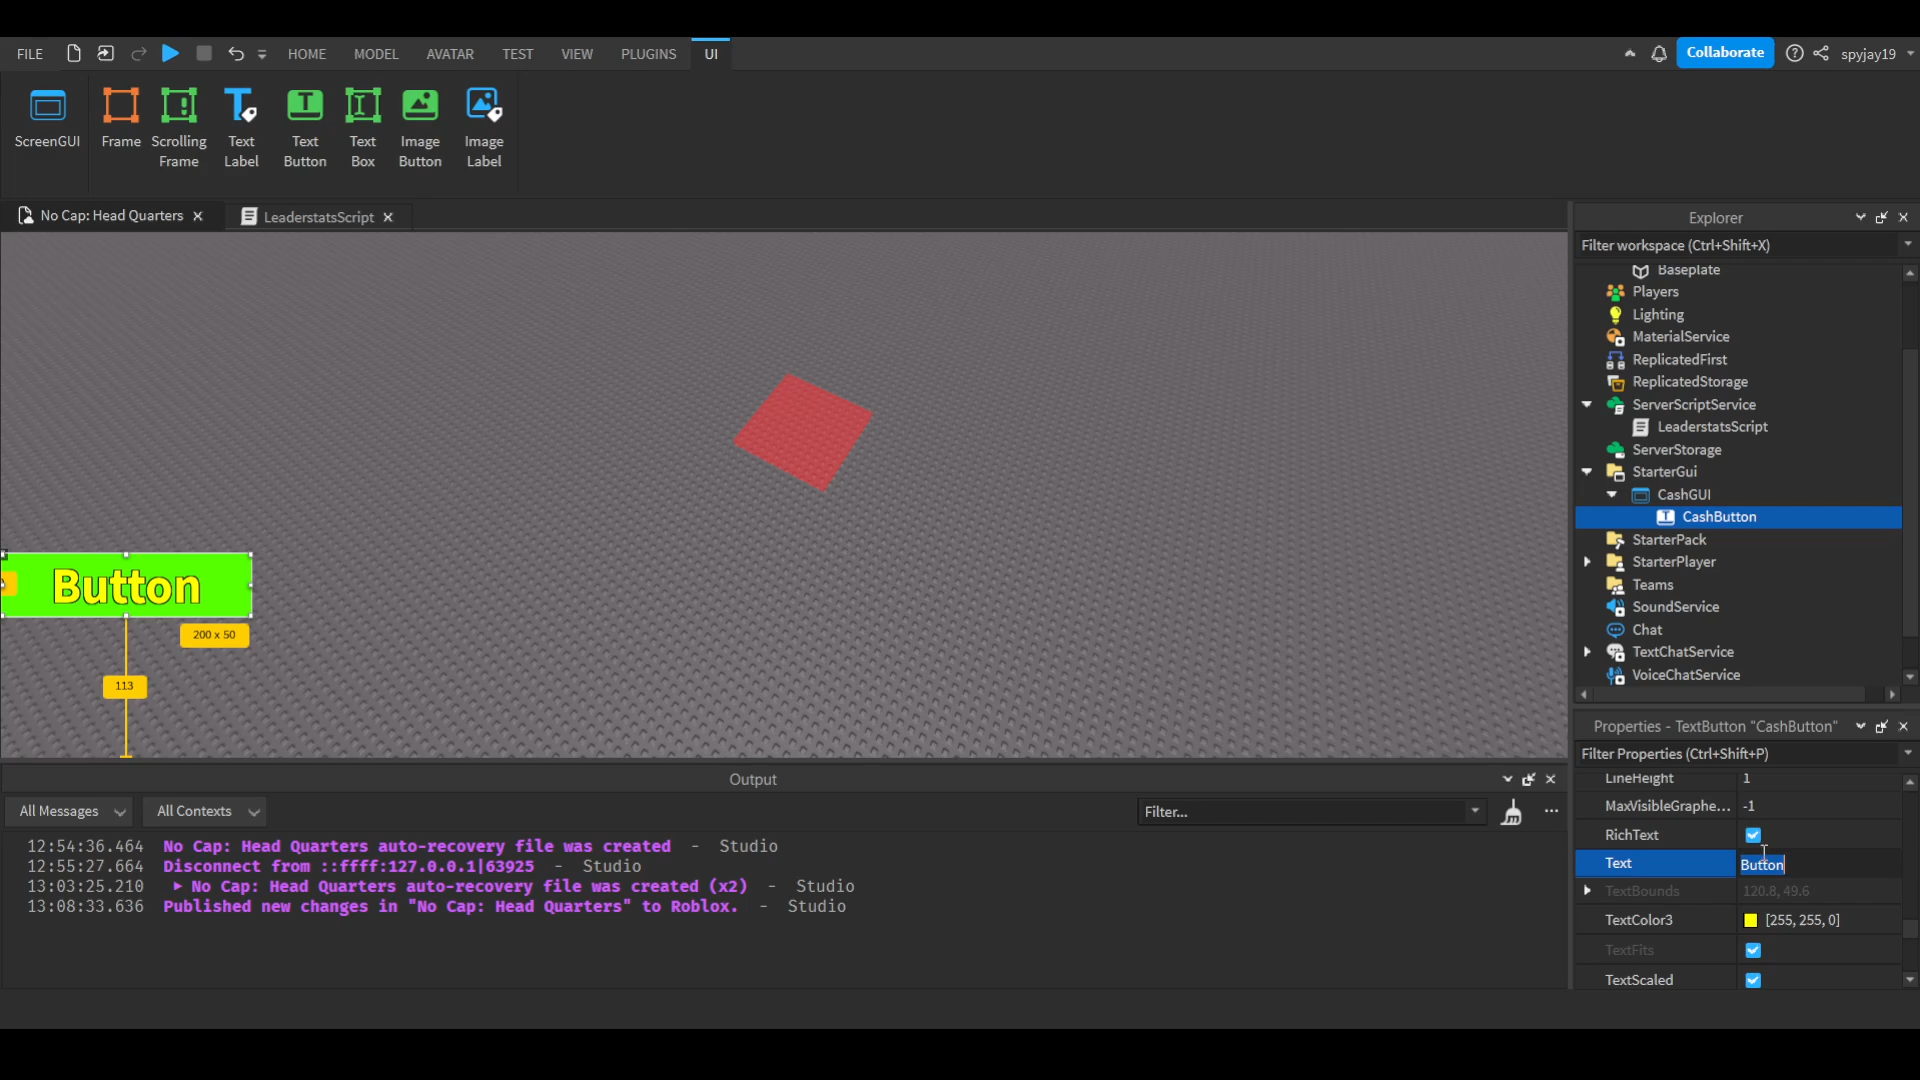 FILE
HOME
MODEL
AVATAR
TEST
VIEW
PLUGINS
UI
Collaborate
spyjay19
ScreenGUI
Frame
Scrolling
Frame
Text
Label
Text
Button
Text
Box
Image
Button
Image
Label
No Cap: Head Quarters
LeaderstatsScript
Explorer
Filter workspace (Ctrl+Shift+X)
Baseplate
Players
Lighting
MaterialService
ReplicatedFirst
ReplicatedStorage
ServerScriptService
LeaderstatsScript
ServerStorage
StarterGui
CashGUI
CashButton
StarterPack
StarterPlayer
Teams
SoundService
Chat
TextChatService
VoiceChatService
Button
200 x 50
113
Properties - TextButton "CashButton"
Filter Properties (Ctrl+Shift+P)
LineHeight 1
MaxVisibleGraphe... -1
RichText
Text Button
TextBounds 120.8, 49.6
TextColor3 [255, 255, 0]
TextFits
TextScaled
Output
All Messages
All Contexts
Filter...
12:54:36.464 No Cap: Head Quarters auto-recovery file was created - Studio
12:55:27.664 Disconnect from ::ffff:127.0.0.1|63925 - Studio
13:03:25.210 No Cap: Head Quarters auto-recovery file was created (x2) - Studio
13:08:33.636 Published new changes in "No Cap: Head Quarters" to Roblox. - Studio